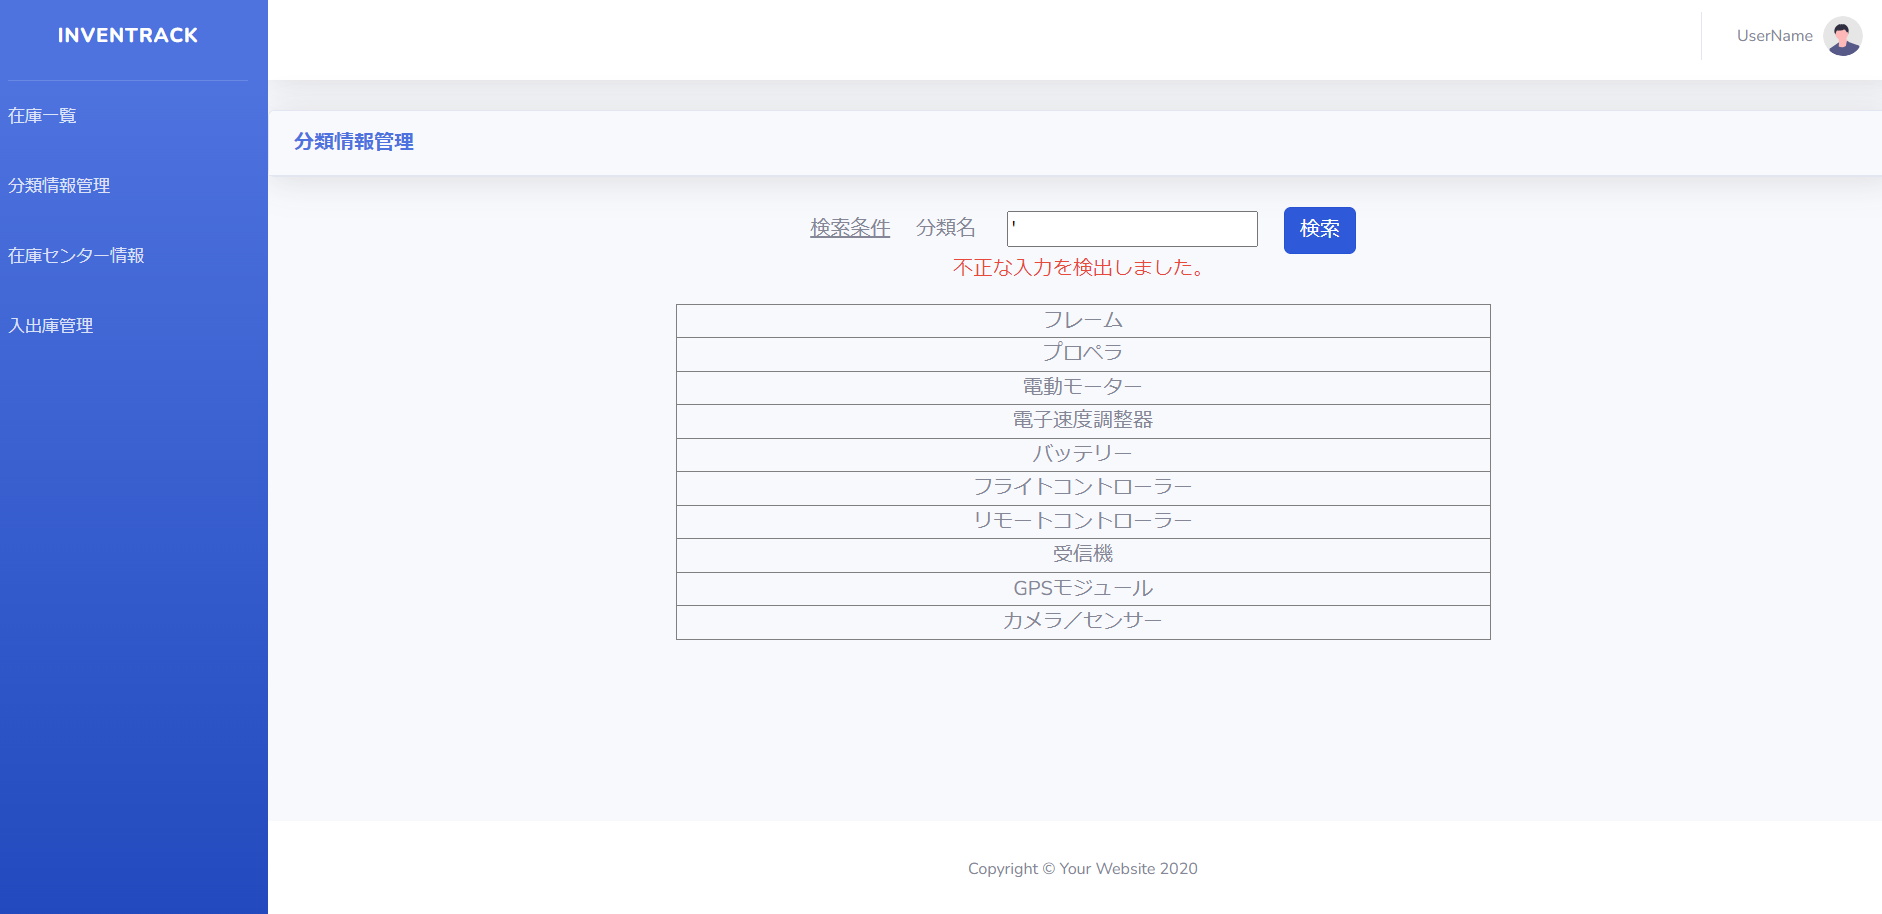 INVENTRACK
UserName
在庫一覧
分類情報管理
在庫センター情報
入出庫管理
分類情報管理
検索条件 分類名 ' 検索
不正な入力を検出しました。
フレーム
プロペラ
電動モーター
電子速度調整器
バッテリー
フライトコントローラー
リモートコントローラー
受信機
GPSモジュール
カメラ／センサー
Copyright © Your Website 2020